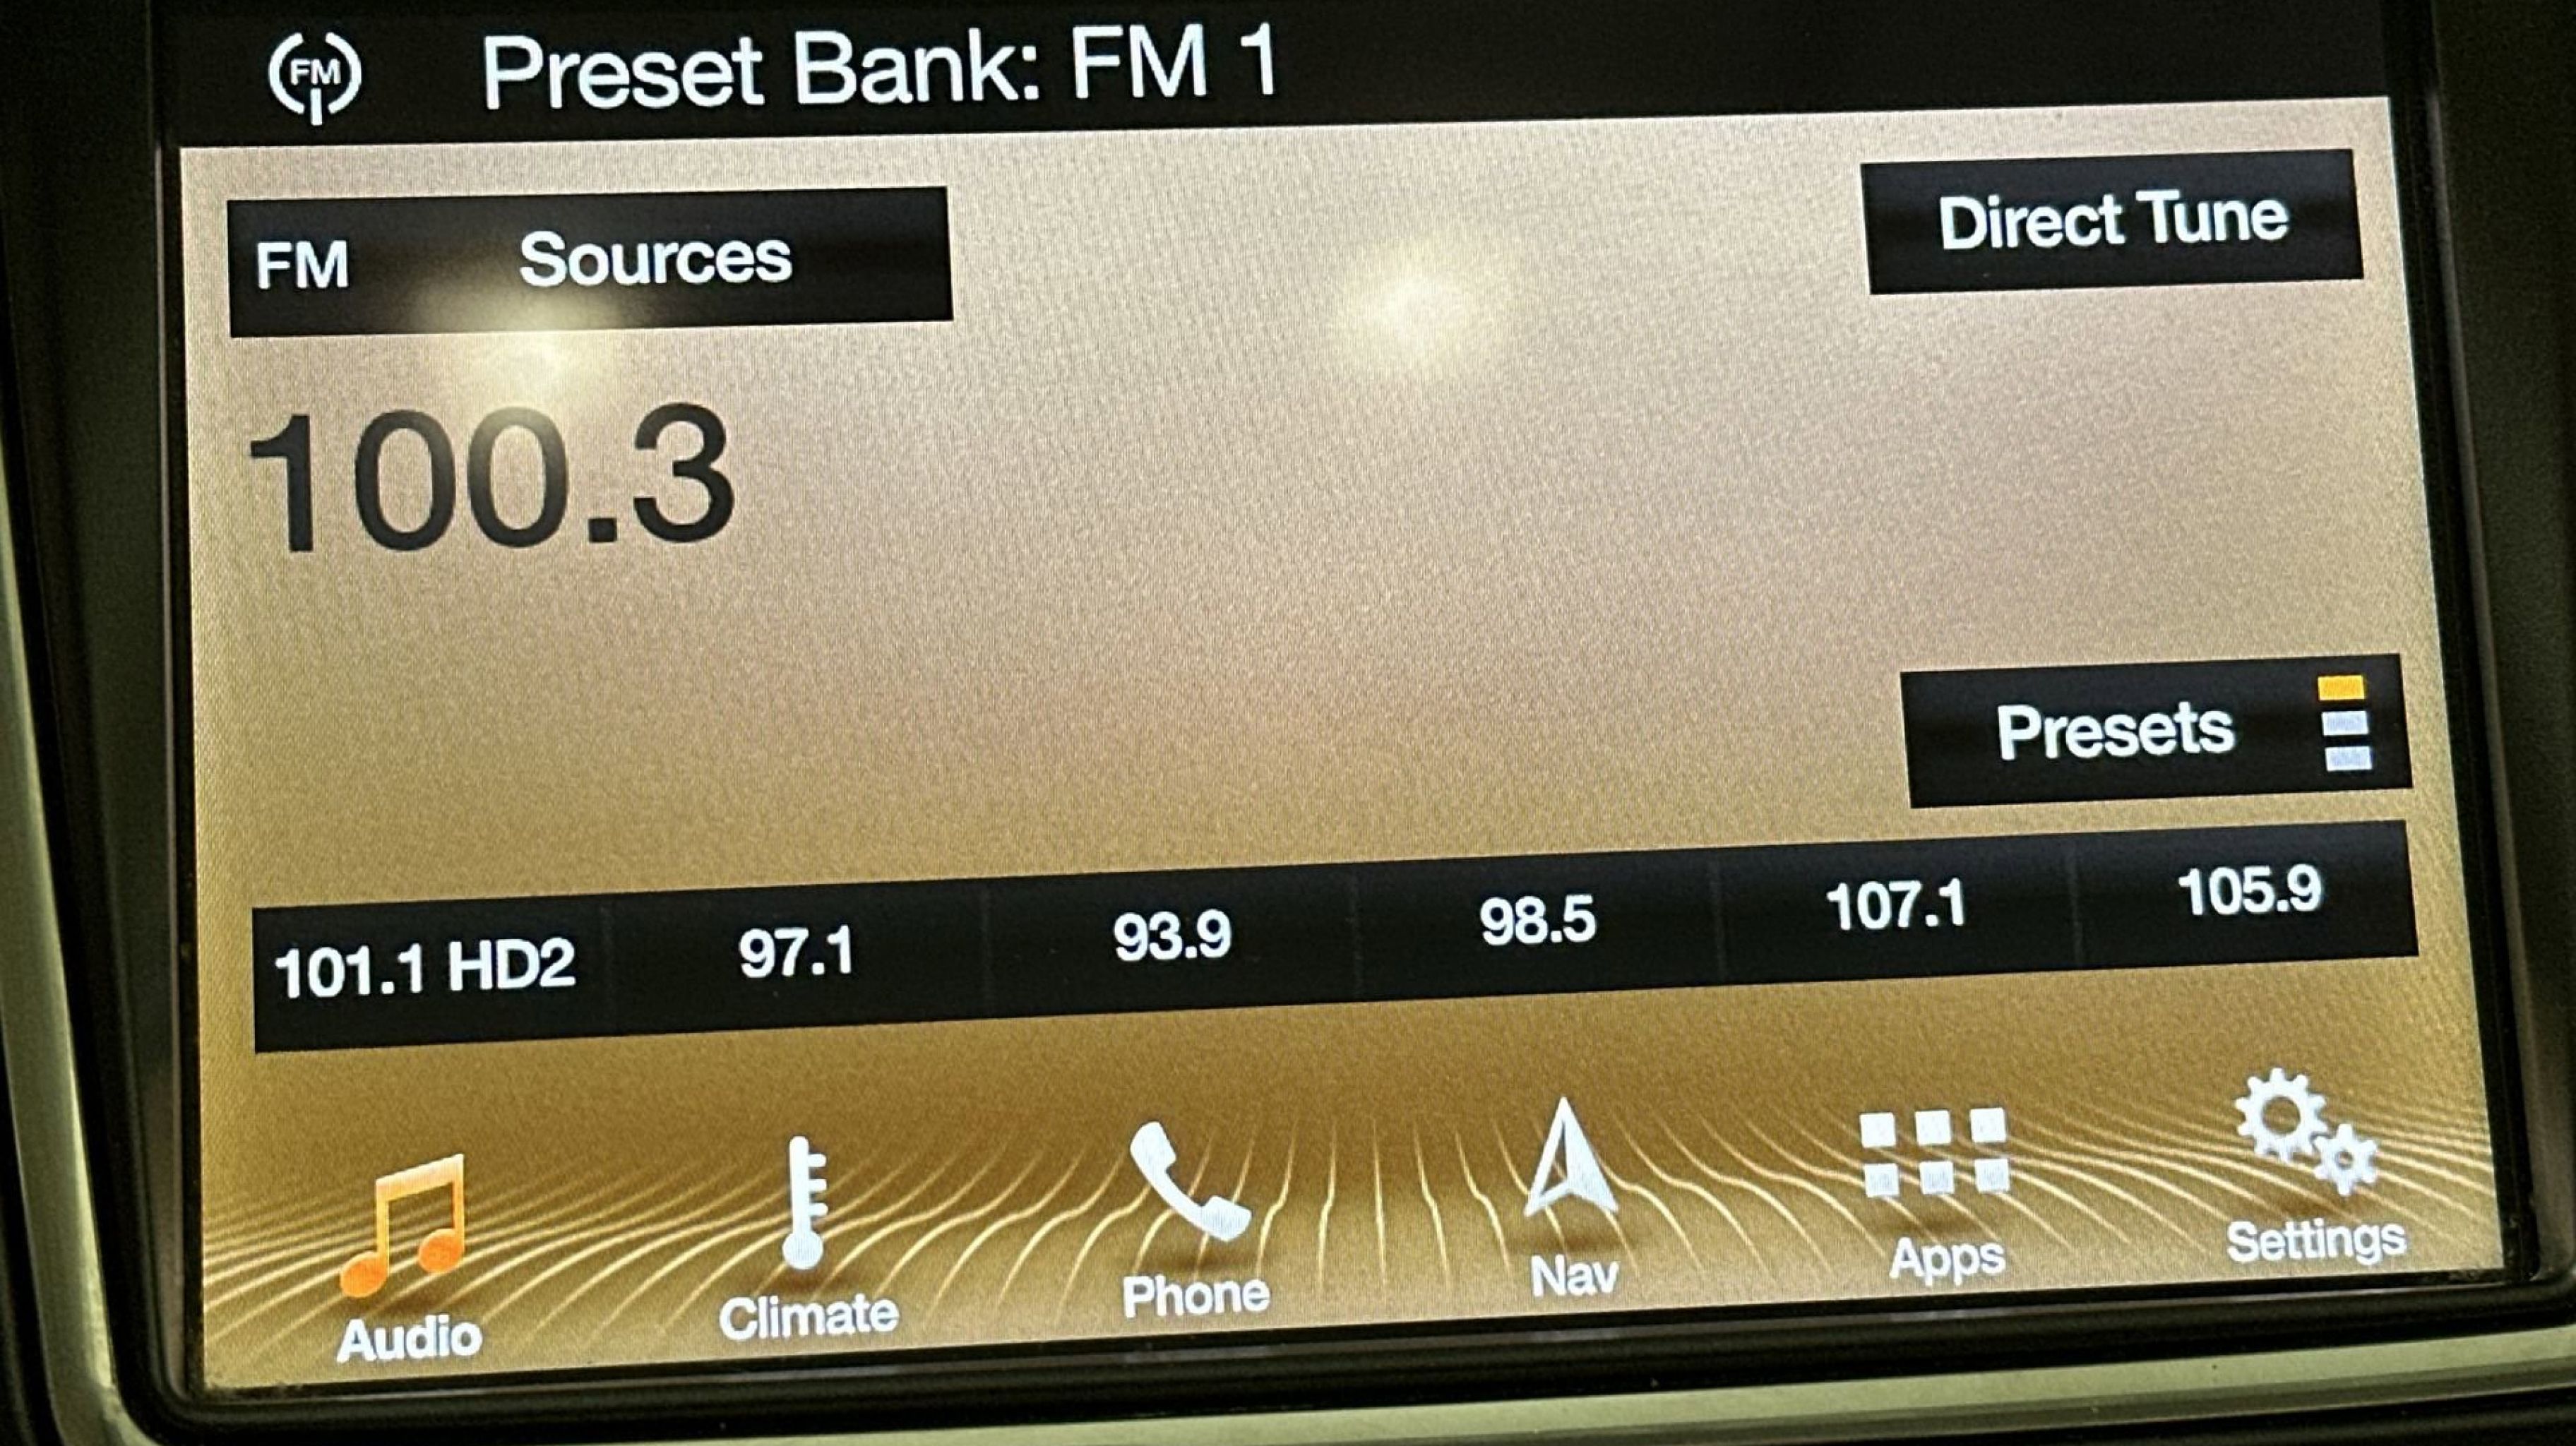 FM Preset Bank: FM 1
FM Sources Direct Tune
100.3
Presets
101.1 HD2 97.1 93.9 98.5 107.1 105.9
Audio Climate Phone Nav Apps Settings